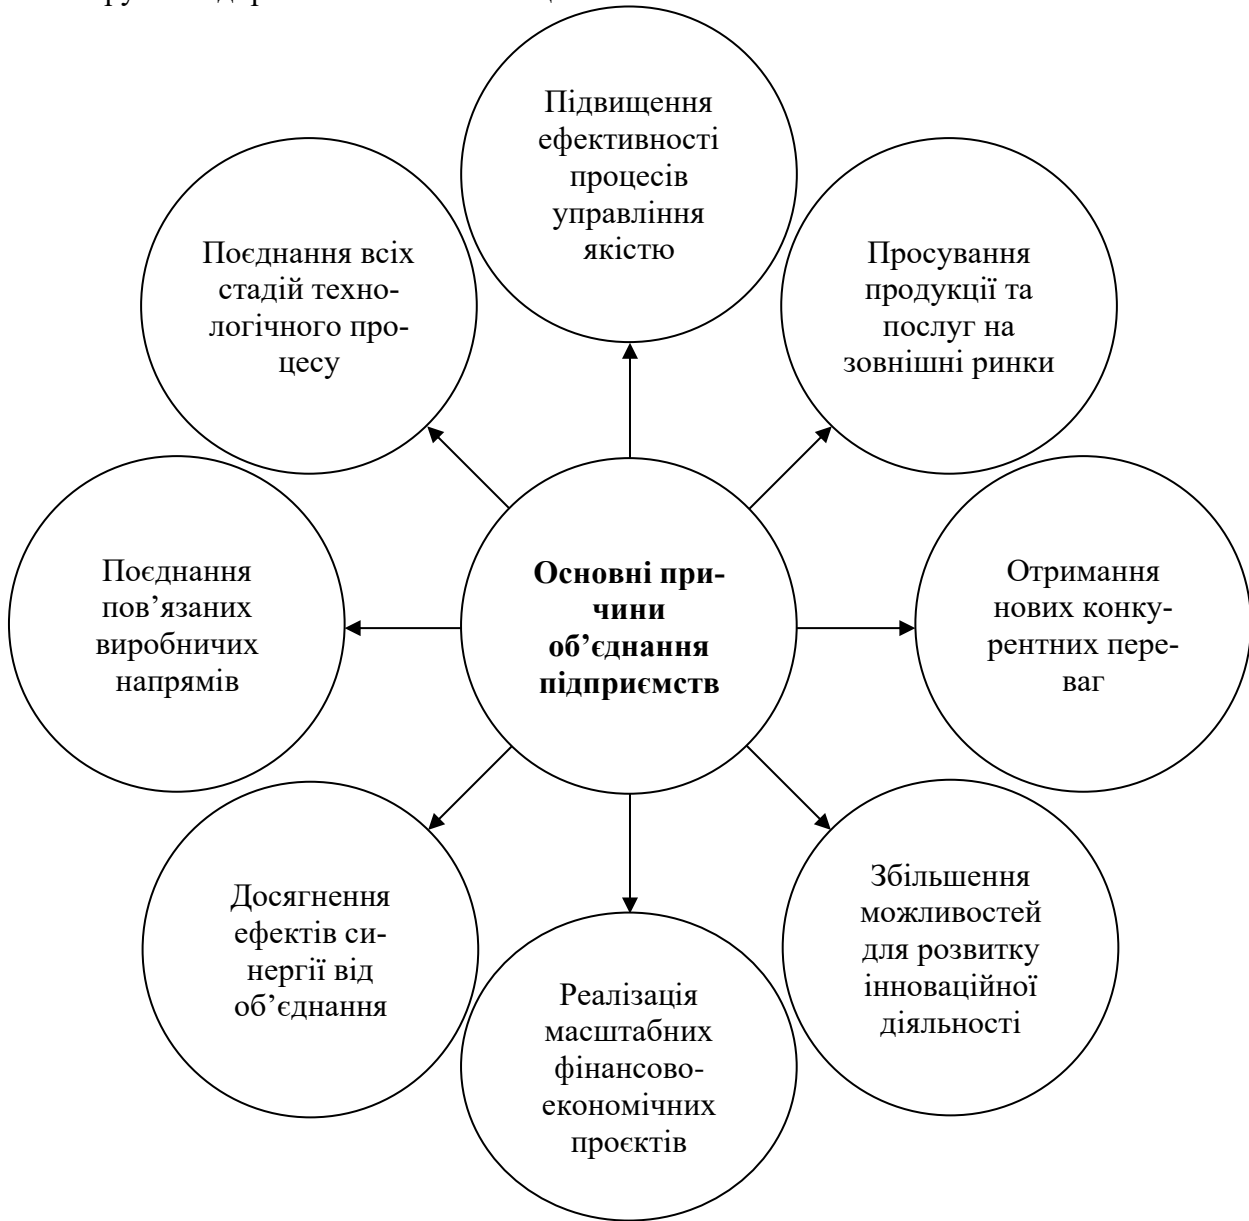 Підвищення
ефективності
процесів
управління
якістю
Поєднання всіх
стадій техно-
логічного про-
цесу
Просування
продукції та
послуг на
зовнішні ринки
Поєднання
пов’язаних
виробничих
напрямів
Основні при-
чини
об’єднання
підприємств
Отримання
нових конку-
рентних пере-
ваг
Досягнення
ефектів си-
нергії від
об’єднання
Реалізація
масштабних
фінансово-
економічних
проєктів
Збільшення
можливостей
для розвитку
інноваційної
діяльності